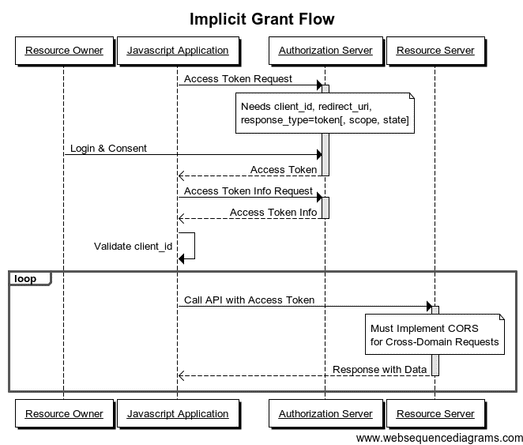 Implicit Grant Flow
Resource Owner
Javascript Application
Authorization Server
Resource Server
Access Token Request
Needs client_id, redirect_uri,
response_type=token[, scope, state]
Login & Consent
Access Token
Access Token Info Request
Access Token Info
Validate client_id
loop
Call API with Access Token
Must Implement CORS
for Cross-Domain Requests
Response with Data
Resource Owner
Javascript Application
Authorization Server
Resource Server
www.websequencediagrams.com